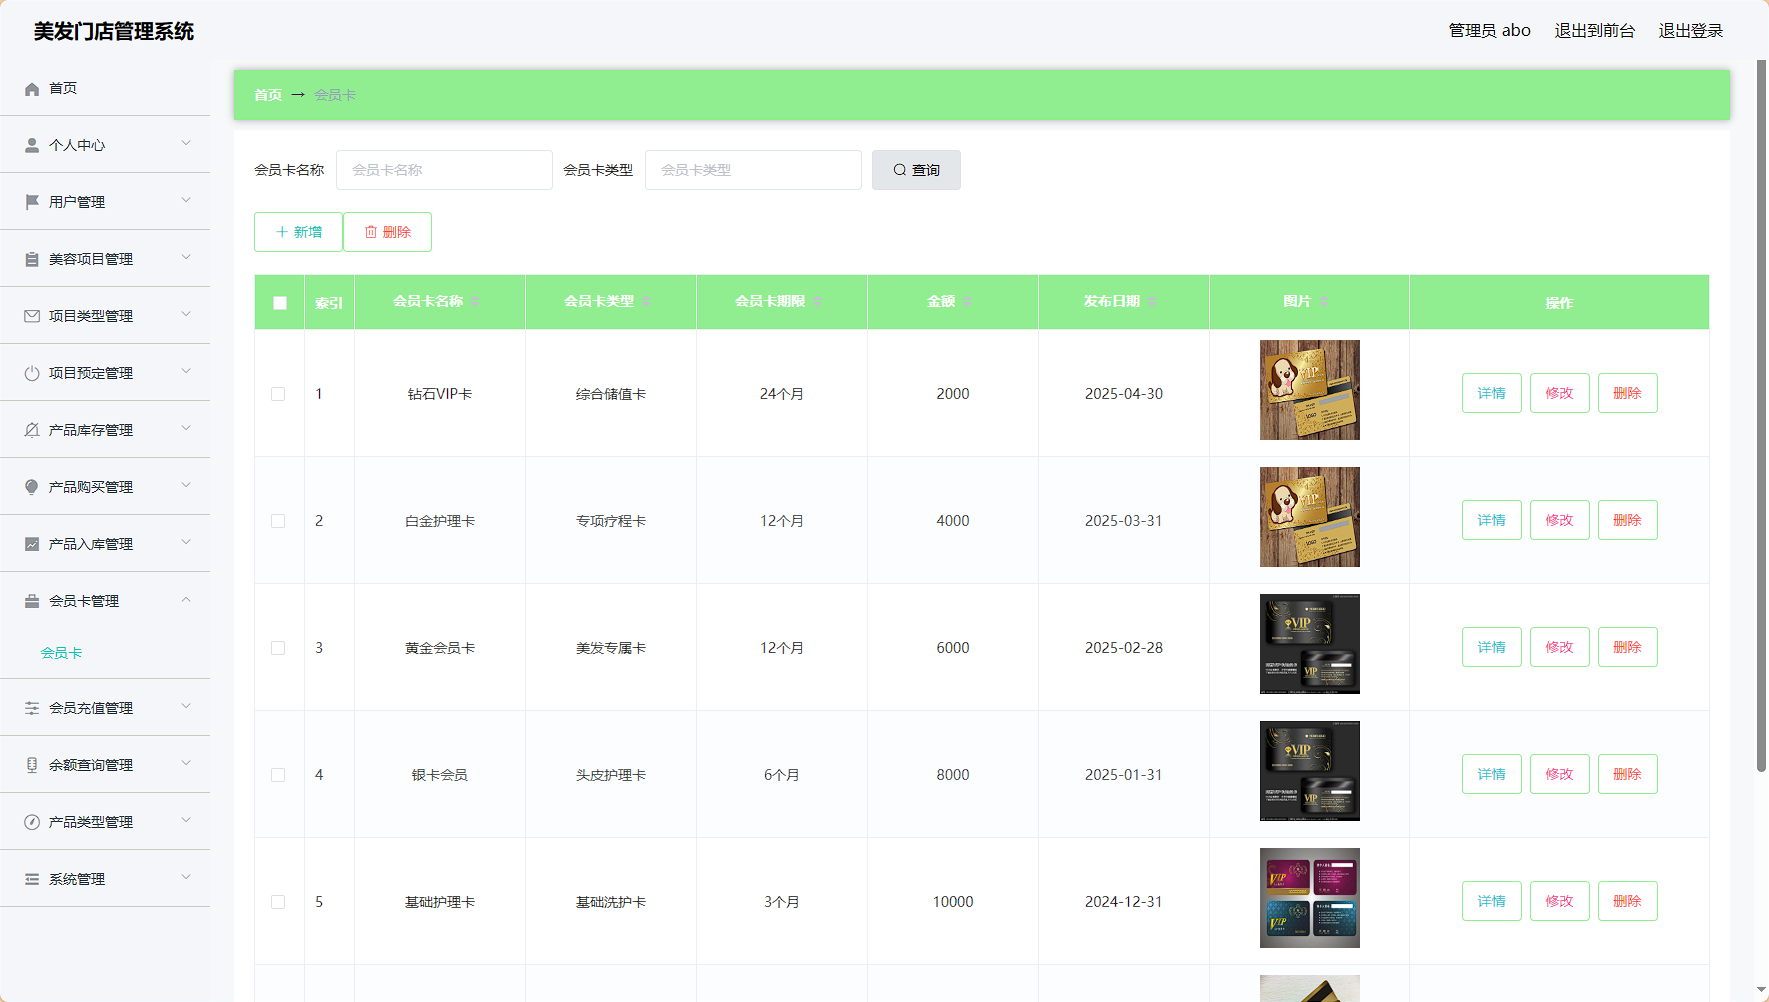 美发门店管理系统
管理员 abo 退出到前台 退出登录
首页
个人中心
用户管理
美容项目管理
项目类型管理
项目预定管理
产品库存管理
产品购买管理
产品入库管理
会员卡管理
会员卡
会员充值管理
余额查询管理
产品类型管理
系统管理
首页 → 会员卡
会员卡名称 会员卡名称 会员卡类型 会员卡类型 查询
新增 删除
索引 会员卡名称 会员卡类型 会员卡期限 金额 发布日期 图片 操作
1 钻石VIP卡 综合储值卡 24个月 2000 2025-04-30 VIP 详情 修改 删除
2 白金护理卡 专项疗程卡 12个月 4000 2025-03-31 VIP 详情 修改 删除
3 黄金会员卡 美发专属卡 12个月 6000 2025-02-28 VIP VIP 详情 修改 删除
4 银卡会员 头皮护理卡 6个月 8000 2025-01-31 VIP VIP 详情 修改 删除
5 基础护理卡 基础洗护卡 3个月 10000 2024-12-31 VIP VIP 详情 修改 删除